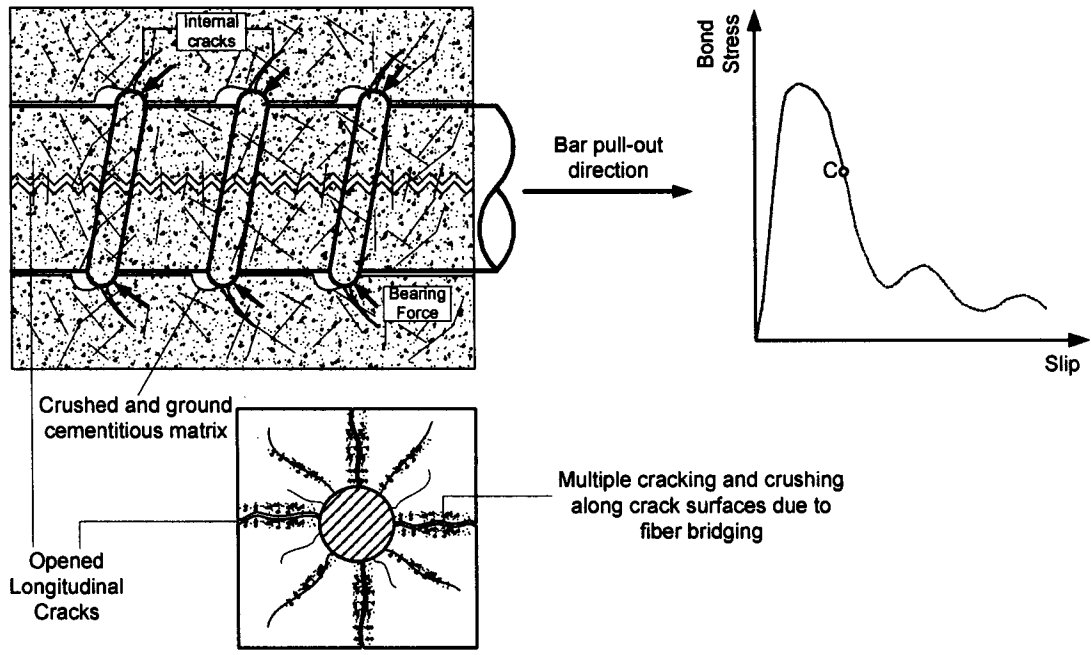 Internal
cracks
Bearing
Force
Bar pull-out
direction
Bond
Stress
C
Slip
Crushed and ground
cementitious matrix
Opened
Longitudinal
Cracks
Multiple cracking and crushing
along crack surfaces due to
fiber bridging